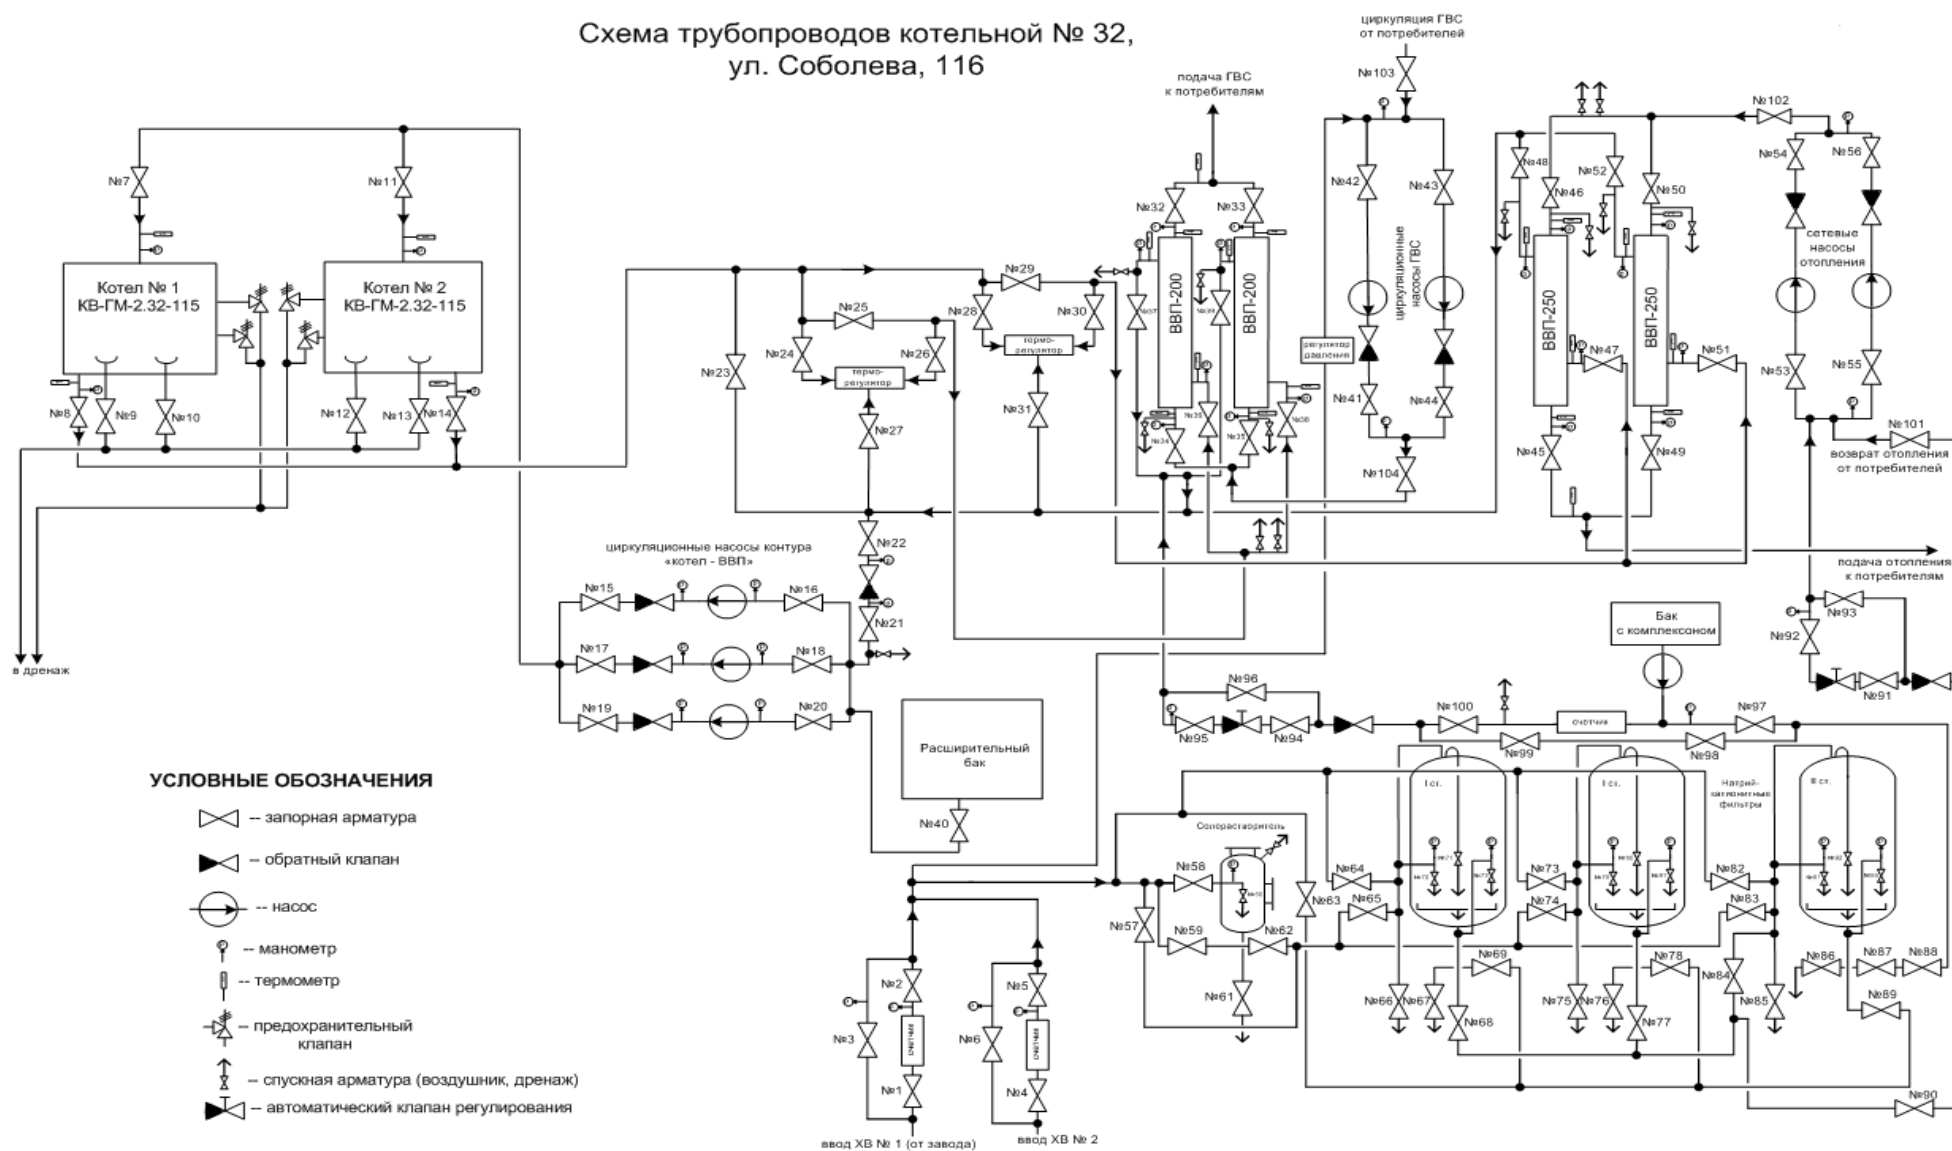 Схема трубопроводов котельной № 32,
ул. Соболева, 116
циркуляция ГВС
от потребителей
№103
подача ГВС
к потребителям
№102
№7
№11
№54
№56
№48
№52
№46
№50
№42
№43
№32
№33
Котел № 1
КВ-ГМ-2.32-115
Котел № 2
КВ-ГМ-2.32-115
сетевые
насосы
отопления
циркуляционные
насосы ГВС
ВВП-200
ВВП-200
ВВП-250
ВВП-250
№29
№28
№30
№25
№24
№26
термо-
регулятор
термо-
регулятор
регулятор
давления
№23
№27
№31
№47
№51
№53
№55
№41
№44
№8
№9
№10
№12
№13
№14
№34
№35
№36
№104
№45
№49
№101
возврат отопления
от потребителей
№22
№21
циркуляционные насосы контура
«котел - ВВП»
№15
№16
№17
№18
№19
№20
в дренаж
подача отопления
к потребителям
№93
№92
№91
Бак
с комплексоном
№96
№95
№94
№100
счетчик
№97
№99
№98
Расширительный
бак
№40
I ст.
I ст.
Натрий-
катионитные
фильтры
II ст.
УСЛОВНЫЕ ОБОЗНАЧЕНИЯ
– запорная арматура
– обратный клапан
– насос
– манометр
– термометр
– предохранительный
клапан
– спускная арматура (воздушник, дренаж)
– автоматический клапан регулирования
Солерастворитель
№58
№57
№59
№62
№63
№61
№64
№65
№73
№74
№82
№83
№69
№78
№66
№67
№68
№75
№76
№77
№84
№85
№86
№87
№88
№89
№90
№2
№3
№1
счетчик
№5
№6
№4
счетчик
ввод ХВ № 1 (от завода)
ввод ХВ № 2